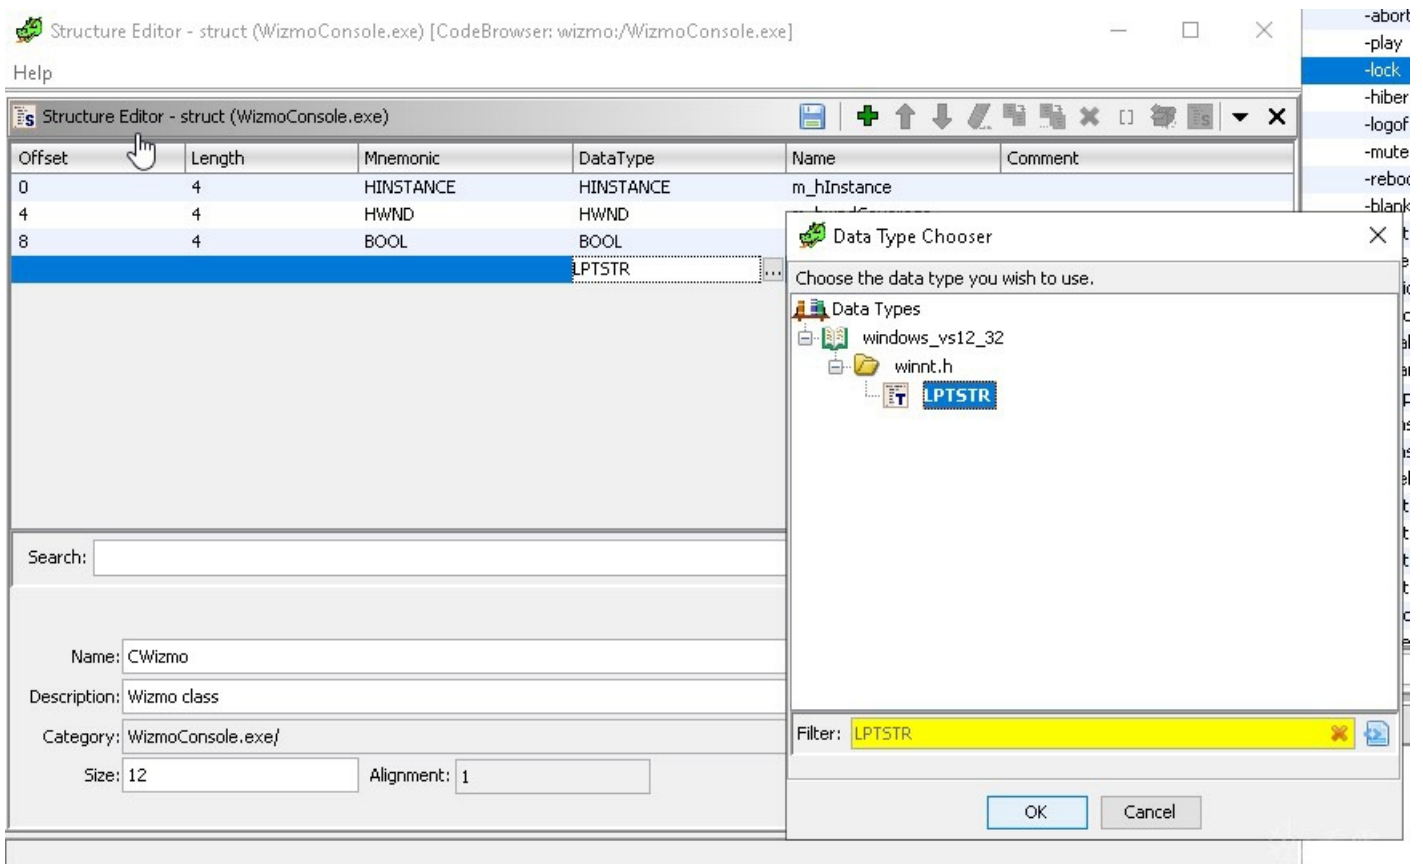 Structure Editor - struct (WizmoConsole.exe) [CodeBrowser: wizmo:/WizmoConsole.exe]
Help
Structure Editor - struct (WizmoConsole.exe)
Offset Length Mnemonic DataType Name Comment
0 4 HINSTANCE HINSTANCE m_hInstance
4 4 HWND HWND
8 4 BOOL BOOL
LPTSTR ...
Search:
Name: CWizmo
Description: Wizmo class
Category: WizmoConsole.exe/
Size: 12 Alignment: 1
Data Type Chooser
Choose the data type you wish to use.
Data Types
windows_vs12_32
winnt.h
LPTSTR
Filter: LPTSTR
OK Cancel
-abort
-play
-lock
-hiber
-logof
-mute
-reboo
-blank